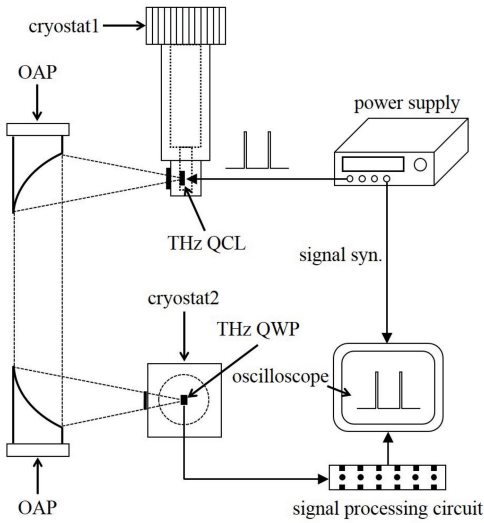 cryostat1
OAP
power supply
THz QCL
signal syn.
cryostat2
THz QWP
oscilloscope
OAP
signal processing circuit